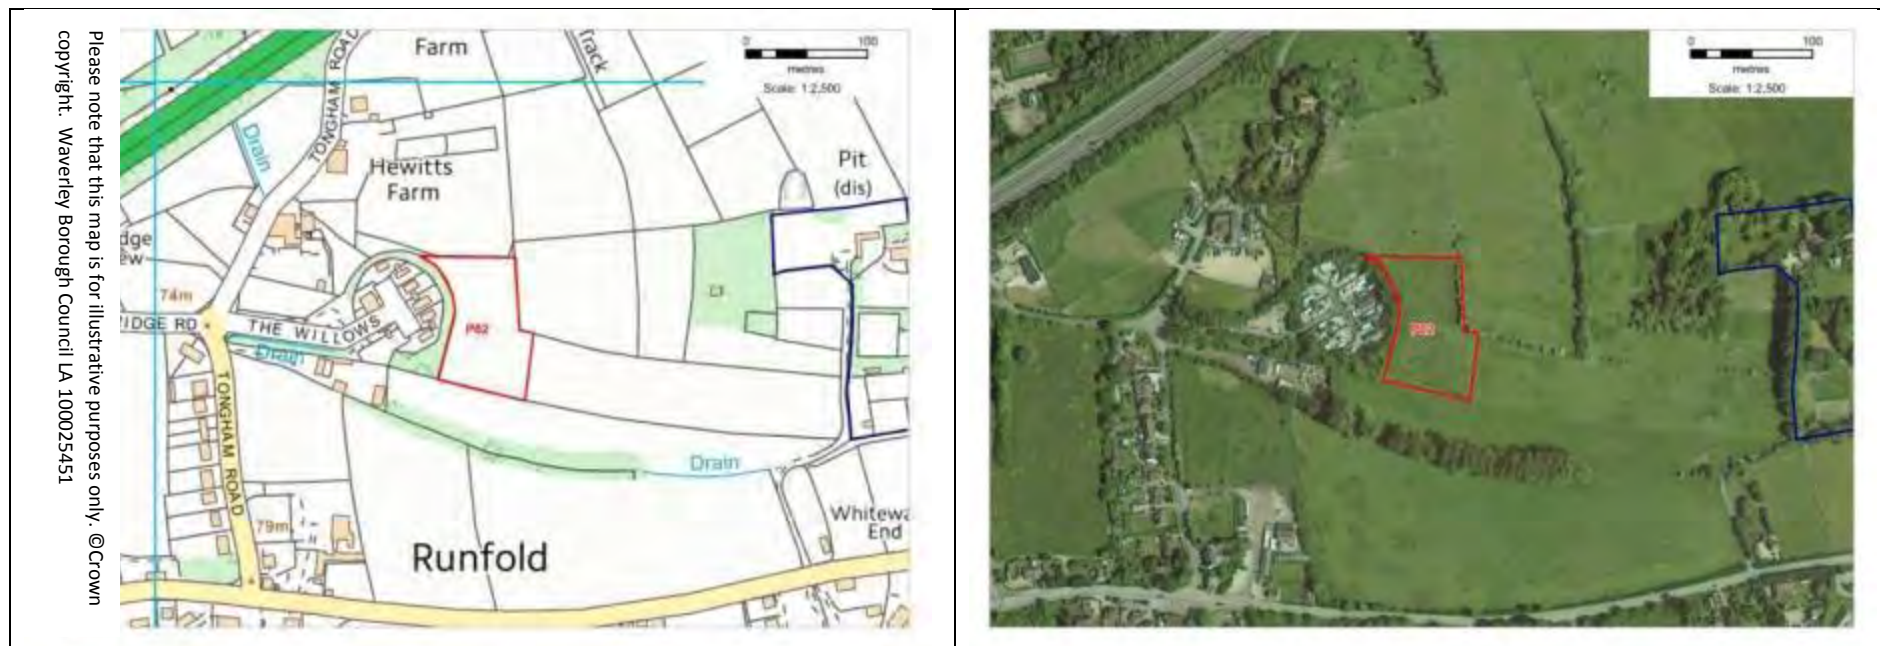 Please note that this map is for illustrative purposes only. ©Crown
copyright. Waverley Borough Council LA 100025451
Farm
Track
0 100
metres
Scale: 1:2,500
TONGHAM ROAD
Drain
Hewitts
Farm
Pit
(dis)
74m
THE WILLOWS
Drain
P82
TONGHAM ROAD
Drain
79m
Runfold
End
0 100
metres
Scale: 1:2,500
P82